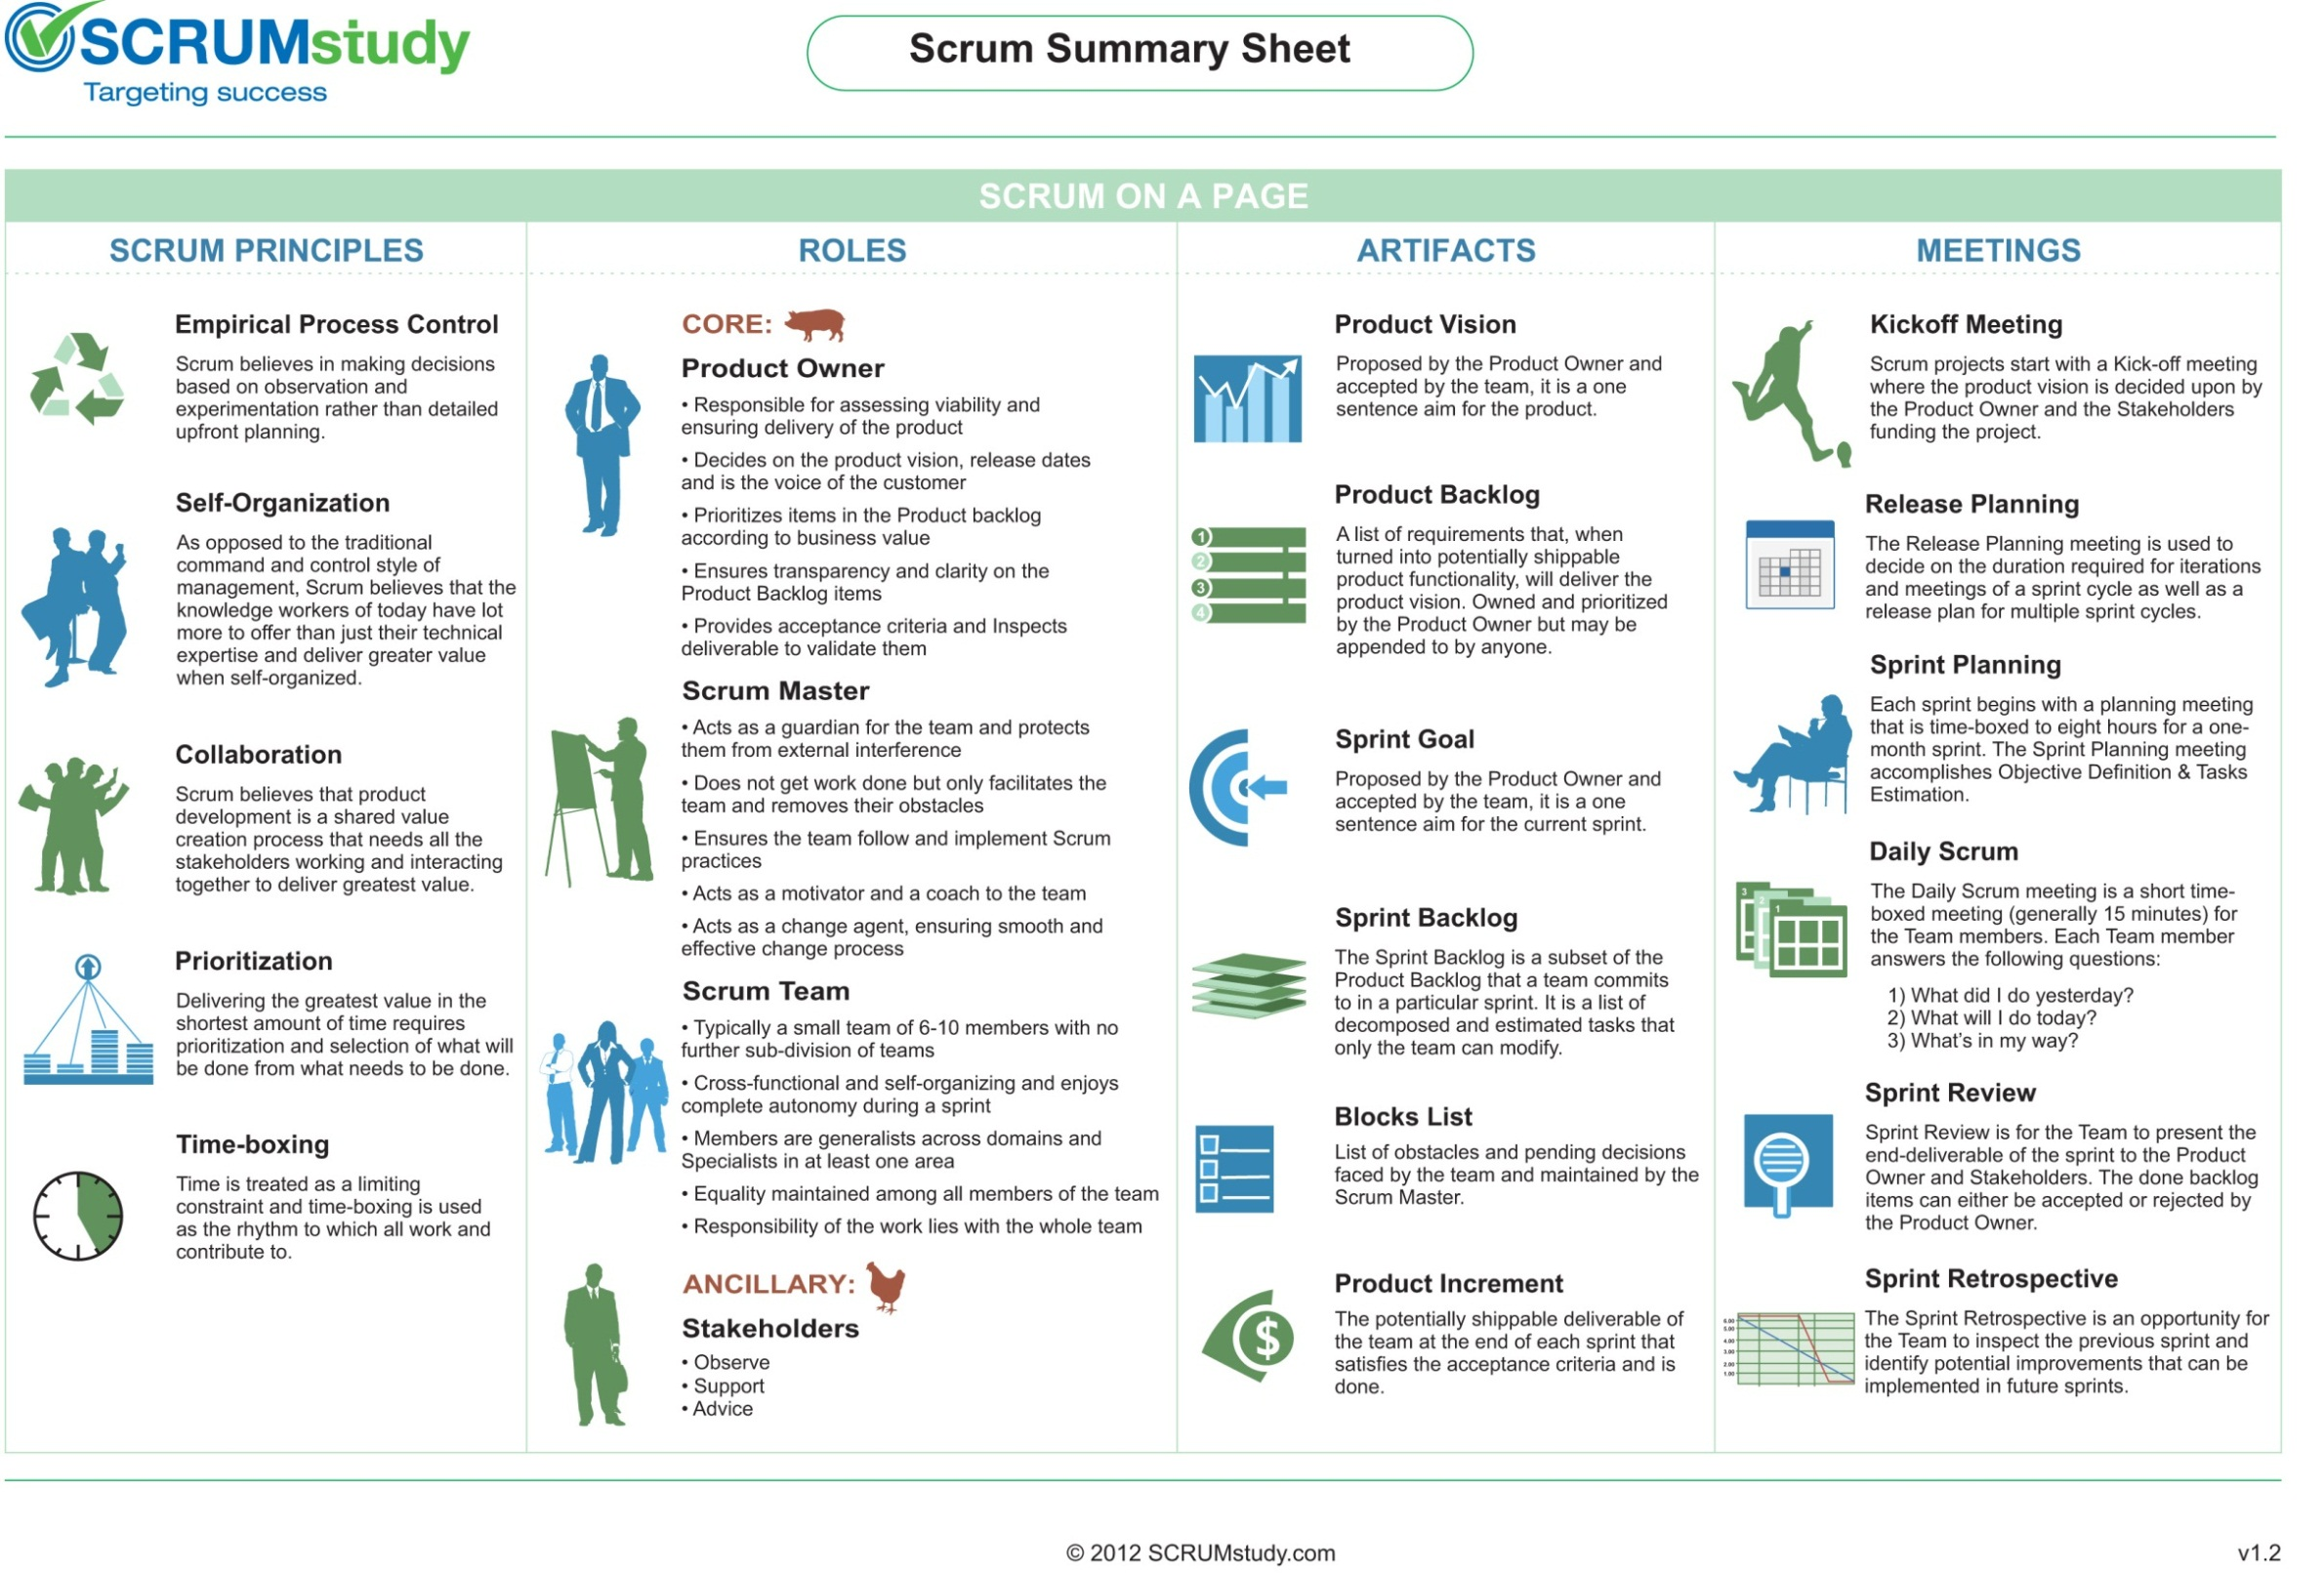 SCRUMstudy
Targeting success
Scrum Summary Sheet
SCRUM ON A PAGE
SCRUM PRINCIPLES
Empirical Process Control
Scrum believes in making decisions
based on observation and
experimentation rather than detailed
upfront planning.
Self-Organization
As opposed to the traditional
command and control style of
management, Scrum believes that the
knowledge workers of today have lot
more to offer than just their technical
expertise and deliver greater value
when self-organized.
Collaboration
Scrum believes that product
development is a shared value
creation process that needs all the
stakeholders working and interacting
together to deliver greatest value.
Prioritization
Delivering the greatest value in the
shortest amount of time requires
prioritization and selection of what will
be done from what needs to be done.
Time-boxing
Time is treated as a limiting
constraint and time-boxing is used
as the rhythm to which all work and
contribute to.
ROLES
CORE:
Product Owner
• Responsible for assessing viability and
ensuring delivery of the product
• Decides on the product vision, release dates
and is the voice of the customer
• Prioritizes items in the Product backlog
according to business value
• Ensures transparency and clarity on the
Product Backlog items
• Provides acceptance criteria and Inspects
deliverable to validate them
Scrum Master
• Acts as a guardian for the team and protects
them from external interference
• Does not get work done but only facilitates the
team and removes their obstacles
• Ensures the team follow and implement Scrum
practices
• Acts as a motivator and a coach to the team
• Acts as a change agent, ensuring smooth and
effective change process
Scrum Team
• Typically a small team of 6-10 members with no
further sub-division of teams
• Cross-functional and self-organizing and enjoys
complete autonomy during a sprint
• Members are generalists across domains and
Specialists in at least one area
• Equality maintained among all members of the team
• Responsibility of the work lies with the whole team
ANCILLARY:
Stakeholders
• Observe
• Support
• Advice
ARTIFACTS
Product Vision
Proposed by the Product Owner and
accepted by the team, it is a one
sentence aim for the product.
Product Backlog
1
2
3
4
A list of requirements that, when
turned into potentially shippable
product functionality, will deliver the
product vision. Owned and prioritized
by the Product Owner but may be
appended to by anyone.
Sprint Goal
Proposed by the Product Owner and
accepted by the team, it is a one
sentence aim for the current sprint.
Sprint Backlog
The Sprint Backlog is a subset of the
Product Backlog that a team commits
to in a particular sprint. It is a list of
decomposed and estimated tasks that
only the team can modify.
Blocks List
List of obstacles and pending decisions
faced by the team and maintained by the
Scrum Master.
Product Increment
$
The potentially shippable deliverable of
the team at the end of each sprint that
satisfies the acceptance criteria and is
done.
MEETINGS
Kickoff Meeting
Scrum projects start with a Kick-off meeting
where the product vision is decided upon by
the Product Owner and the Stakeholders
funding the project.
Release Planning
The Release Planning meeting is used to
decide on the duration required for iterations
and meetings of a sprint cycle as well as a
release plan for multiple sprint cycles.
Sprint Planning
Each sprint begins with a planning meeting
that is time-boxed to eight hours for a one-
month sprint. The Sprint Planning meeting
accomplishes Objective Definition & Tasks
Estimation.
Daily Scrum
3
2
1
The Daily Scrum meeting is a short time-
boxed meeting (generally 15 minutes) for
the Team members. Each Team member
answers the following questions:
1) What did I do yesterday?
2) What will I do today?
3) What's in my way?
Sprint Review
Sprint Review is for the Team to present the
end-deliverable of the sprint to the Product
Owner and Stakeholders. The done backlog
items can either be accepted or rejected by
the Product Owner.
Sprint Retrospective
6.00
5.00
4.00
3.00
2.00
1.00
The Sprint Retrospective is an opportunity for
the Team to inspect the previous sprint and
identify potential improvements that can be
implemented in future sprints.
© 2012 SCRUMstudy.com
v1.2